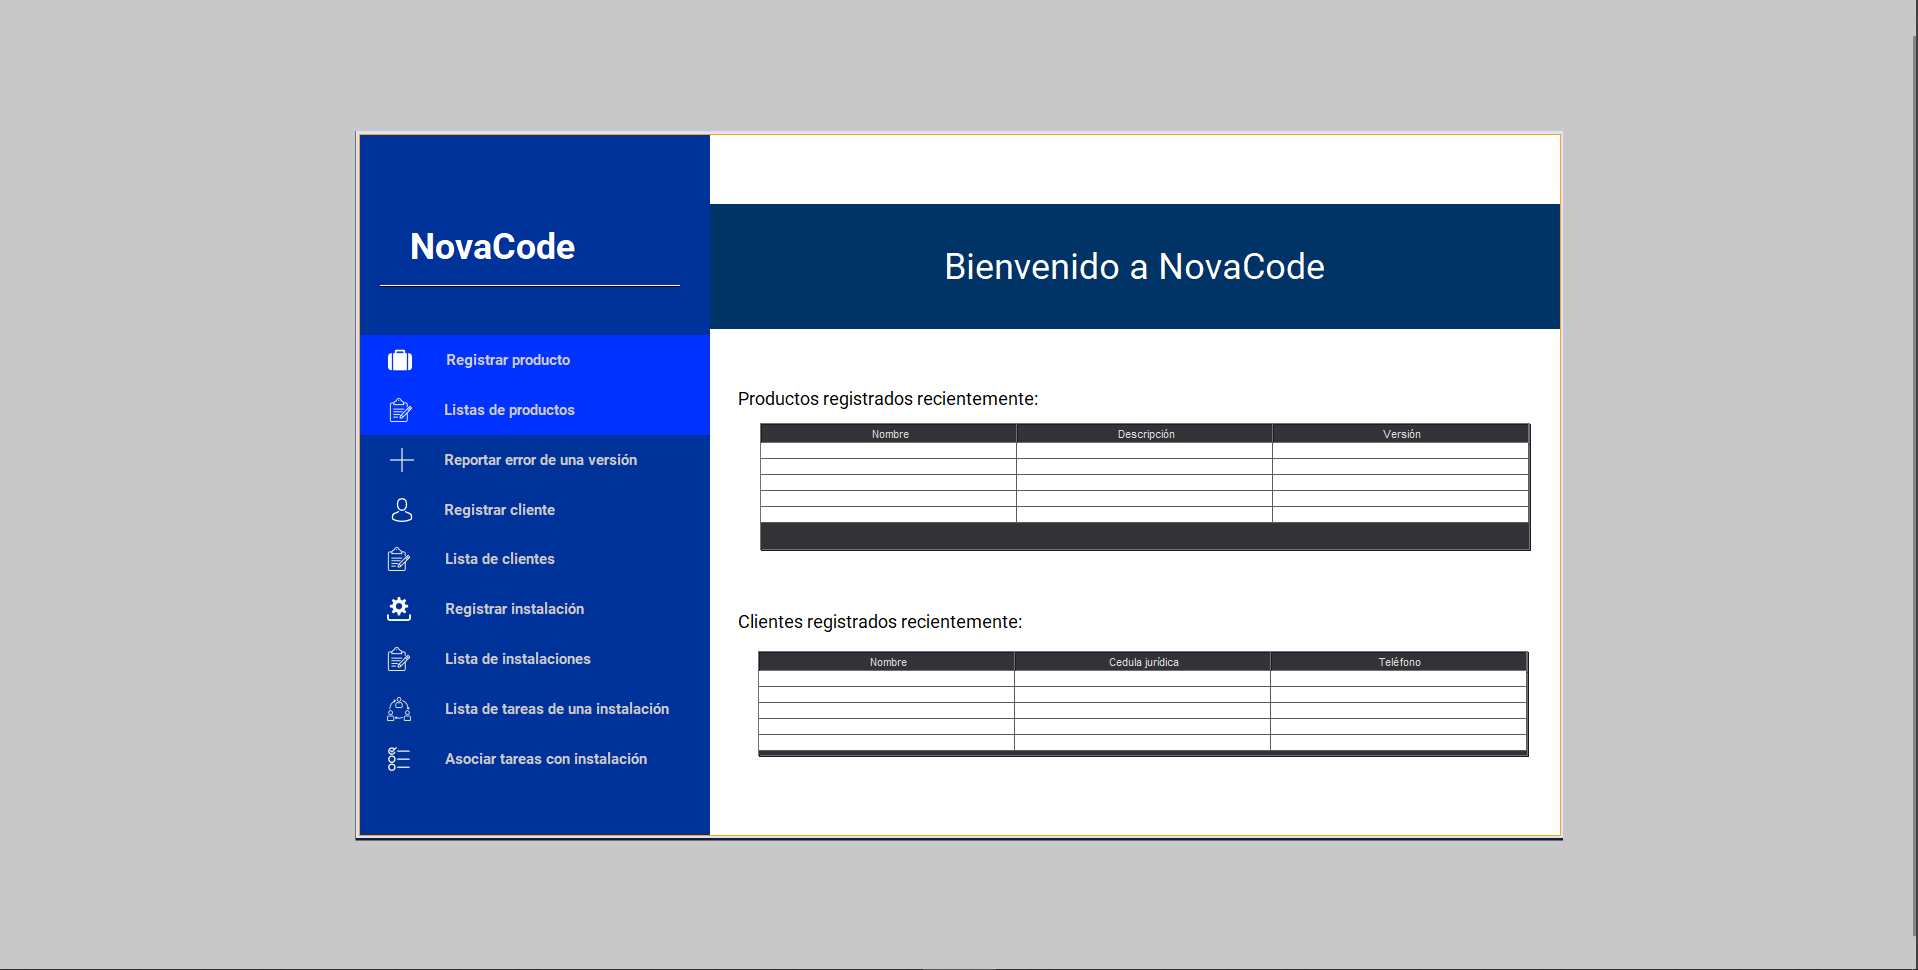 NovaCode
Registrar producto
Listas de productos
Reportar error de una versión
Registrar cliente
Lista de clientes
Registrar instalación
Lista de instalaciones
Lista de tareas de una instalación
Asociar tareas con instalación
Bienvenido a NovaCode
Productos registrados recientemente:
Nombre Descripción Versión
Clientes registrados recientemente:
Nombre Cedula jurídica Teléfono